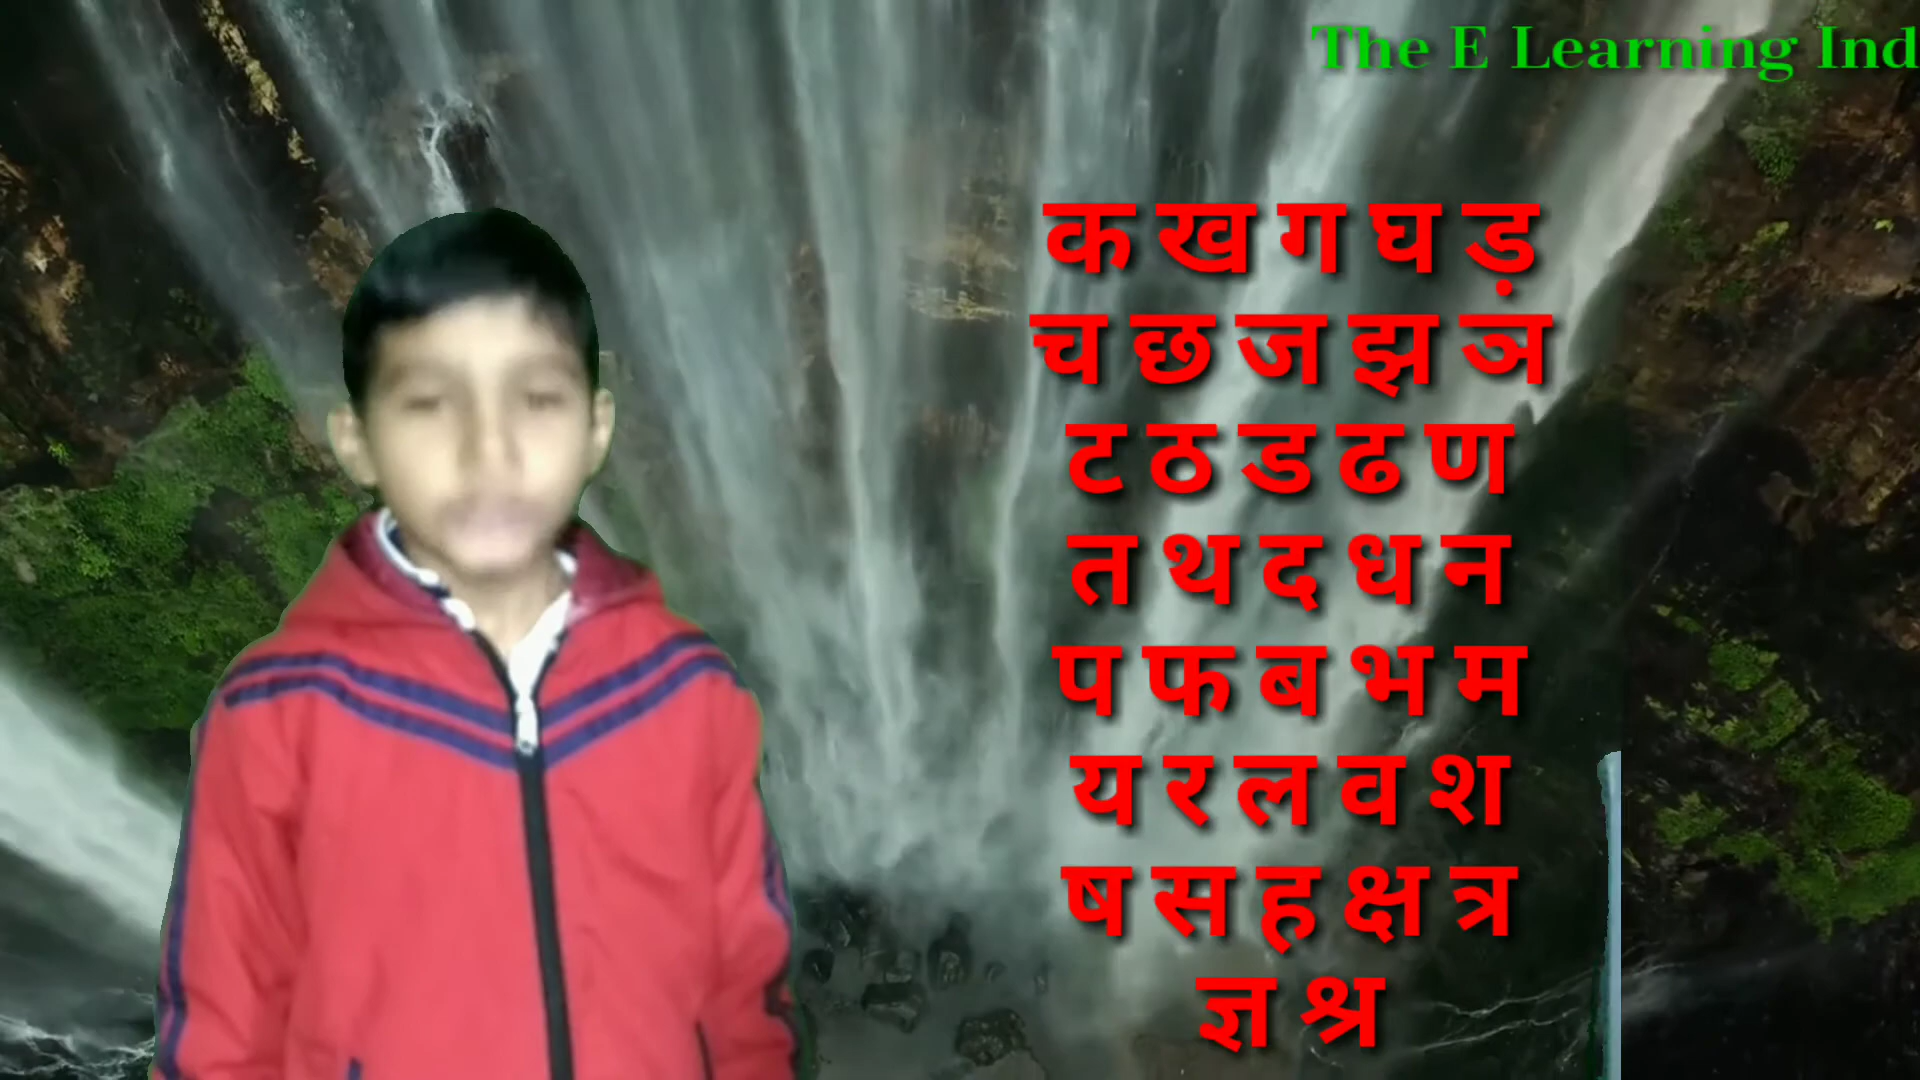 The E Learning Ind
क ख ग घ ड़
च छ ज झ ञ
ट ठ ड ढ ण
त थ द ध न
प फ ब भ म
य र ल व श
ष स ह क्ष त्र
ज्ञ श्र